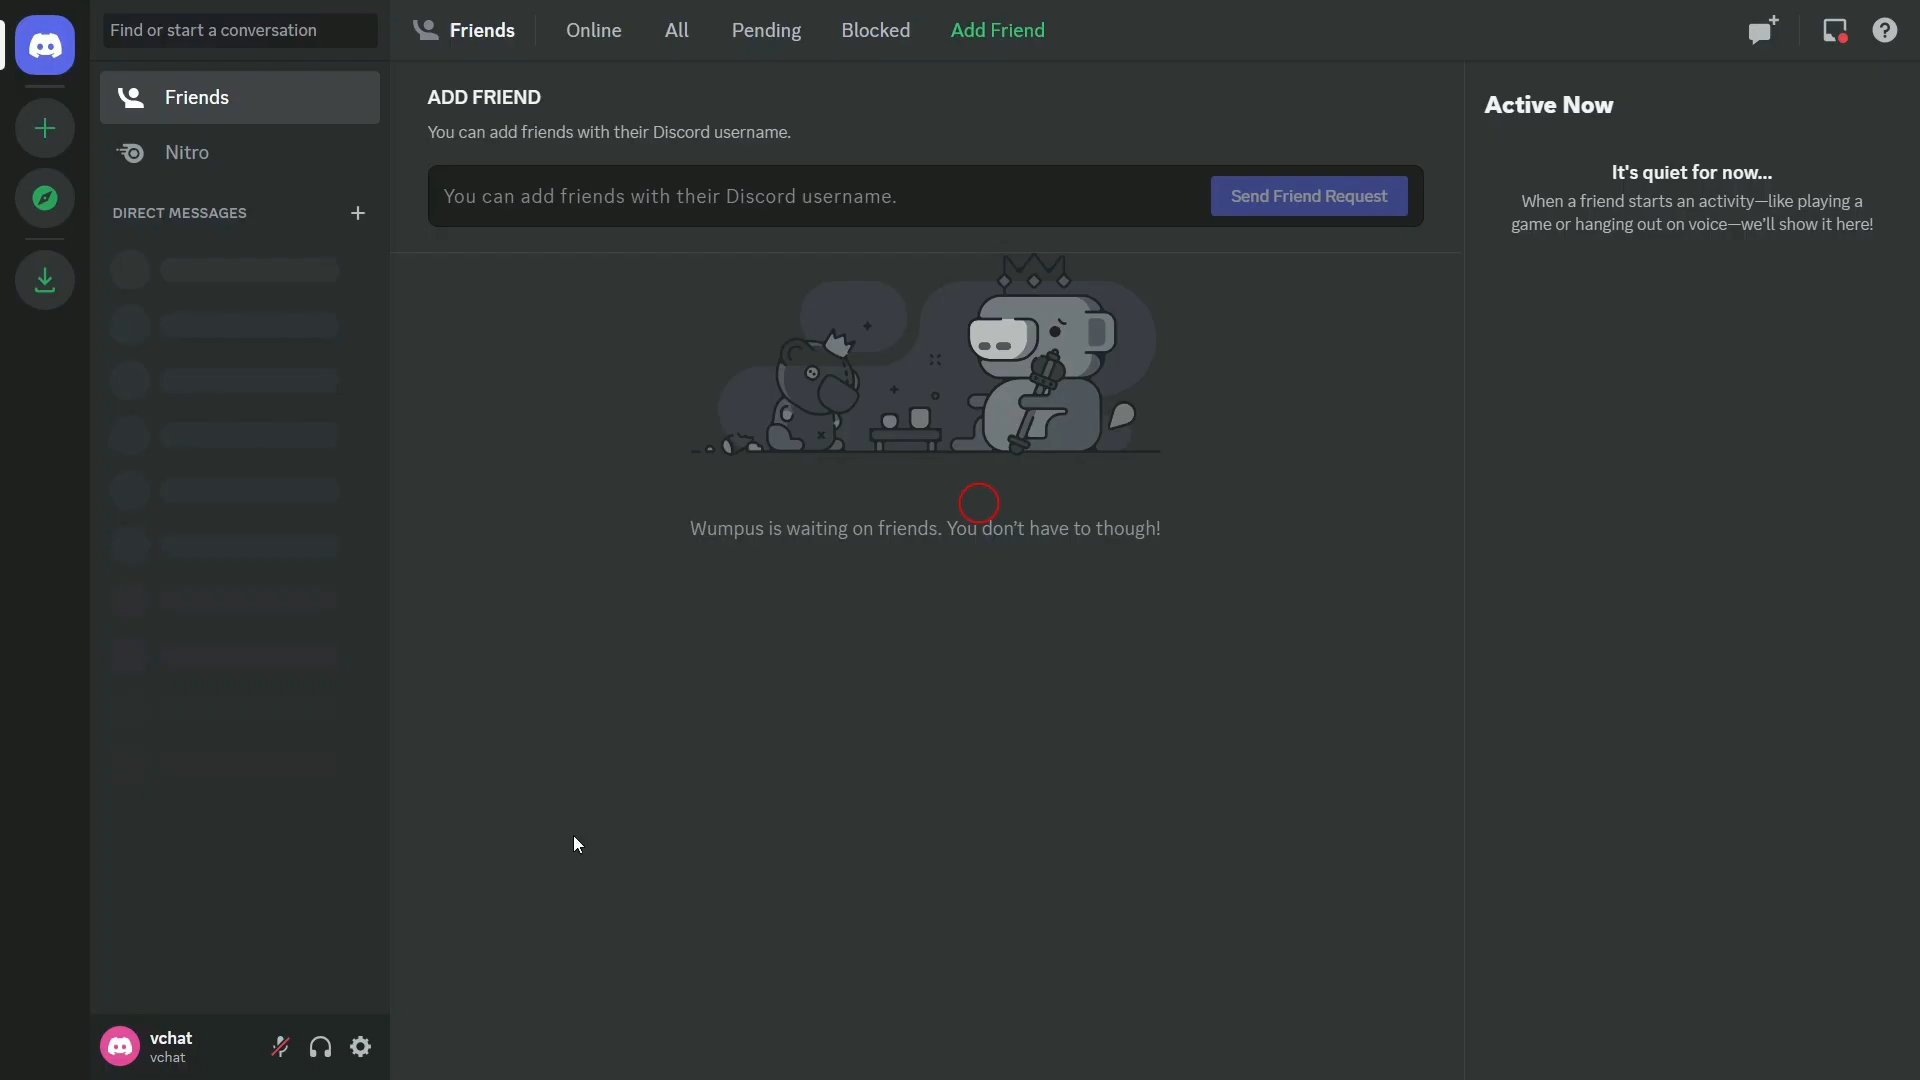 Find or start a conversation
Friends
Online
All
Pending
Blocked
Add Friend
Friends
Nitro
DIRECT MESSAGES
ADD FRIEND
You can add friends with their Discord username.
You can add friends with their Discord username.
Send Friend Request
Wumpus is waiting on friends. You don't have to though!
Active Now
It's quiet for now...
When a friend starts an activity—like playing a
game or hanging out on voice—we'll show it here!
vchat
vchat